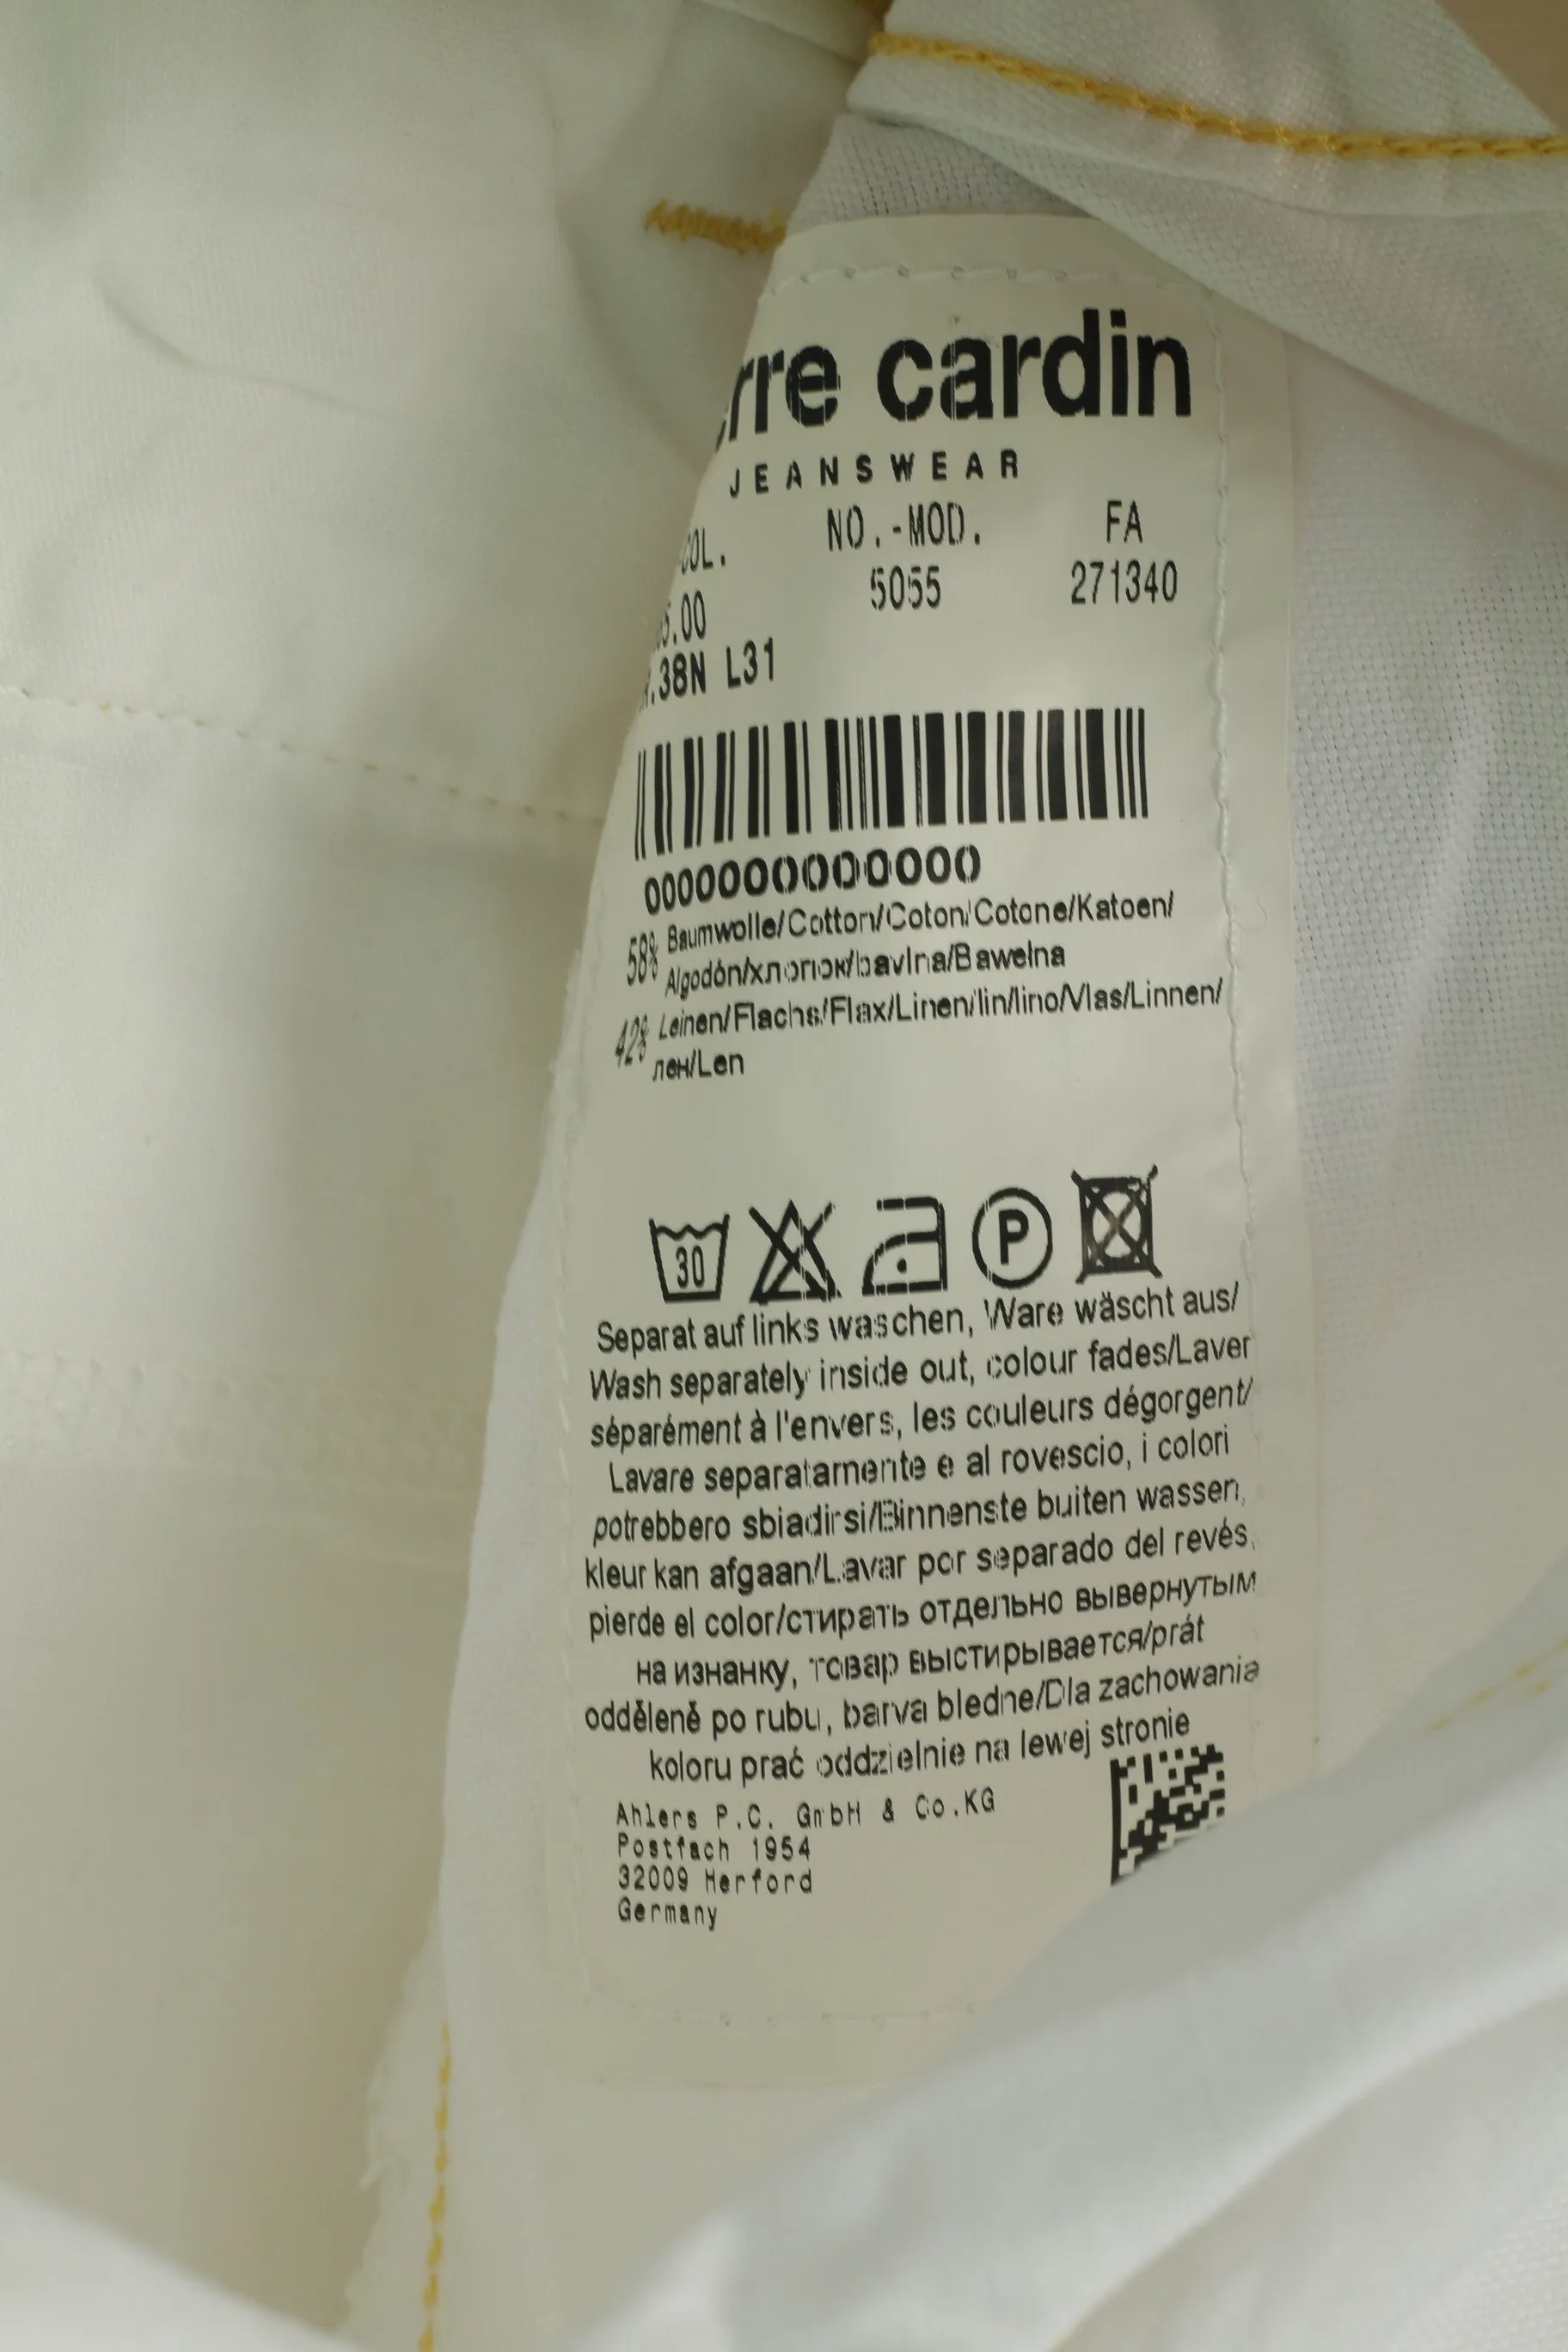 rre cardin
JEANSWEAR
COL. NO.-MOD. FA
5.00 5055 271340
.38N L31
0000000000000
58% Baumwolle/Cotton/Coton/Cotone/Katoen/
Algodón/хлопок/bavlna/Bawełna
42% Leinen/Flachs/Flax/Linen/lin/lino/Vlas/Linnen/
лен/Len
30 P
Separat auf links waschen, Ware wäscht aus/
Wash separately inside out, colour fades/Laver
séparément à l'envers, les couleurs dégorgent/
Lavare separatamente e al rovescio, i colori
potrebbero sbiadirsi/Binnenste buiten wassen,
kleur kan afgaan/Lavar por separado del revés,
pierde el color/стирать отдельно вывернутым
на изнанку, товар выстирывается/prát
odděleně po rubu, barva bledne/Dla zachowania
koloru prać oddzielnie na lewej stronie
Ahlers P.C. GmbH & Co.KG
Postfach 1954
32009 Herford
Germany